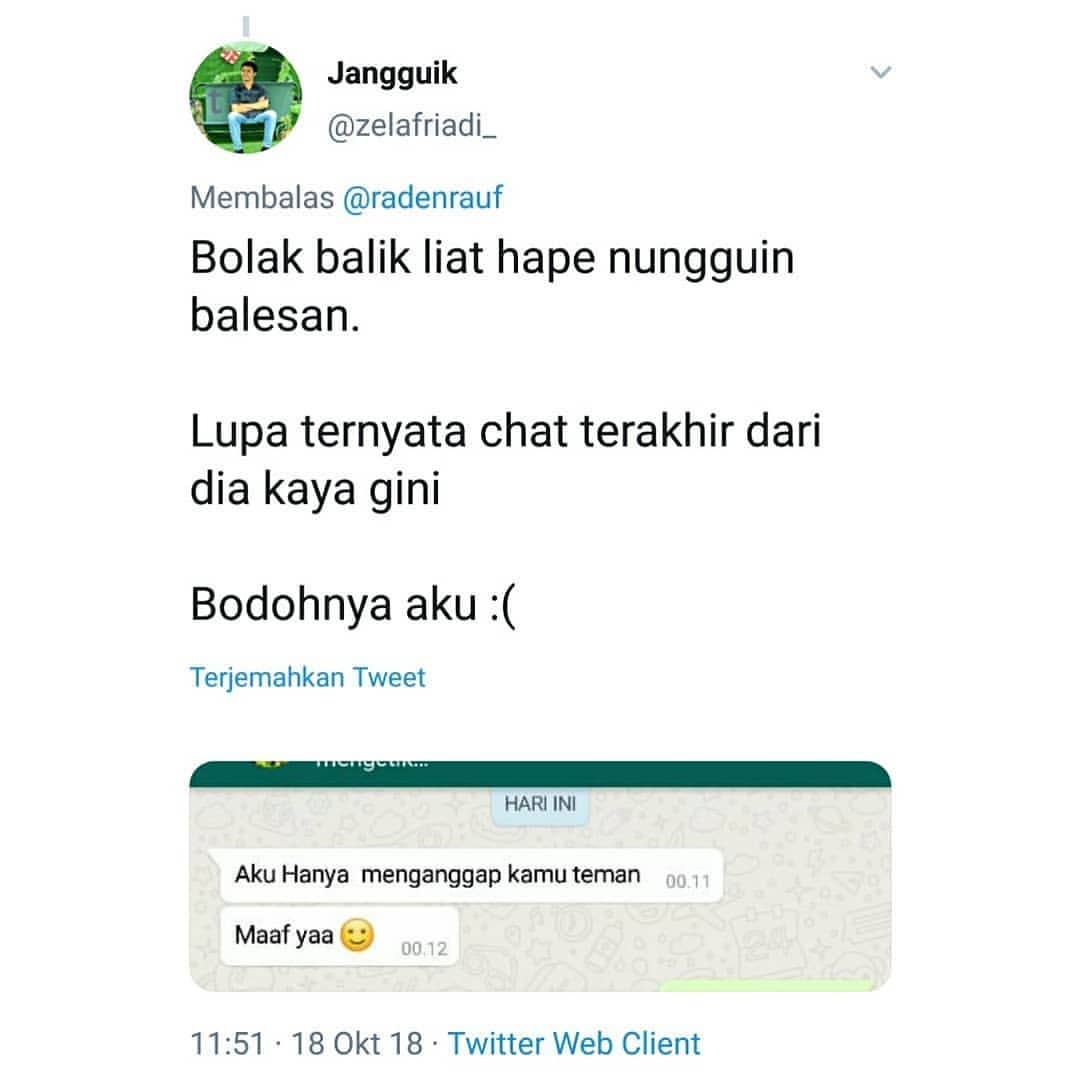 Jangguik
@zelafriadi_
Membalas @radenrauf
Bolak balik liat hape nungguin
balesan.
Lupa ternyata chat terakhir dari
dia kaya gini
Bodohnya aku :(
Terjemahkan Tweet
mengetik...
HARI INI
Aku Hanya menganggap kamu teman 00.11
Maaf yaa 🙂 00.12
11:51 · 18 Okt 18 · Twitter Web Client